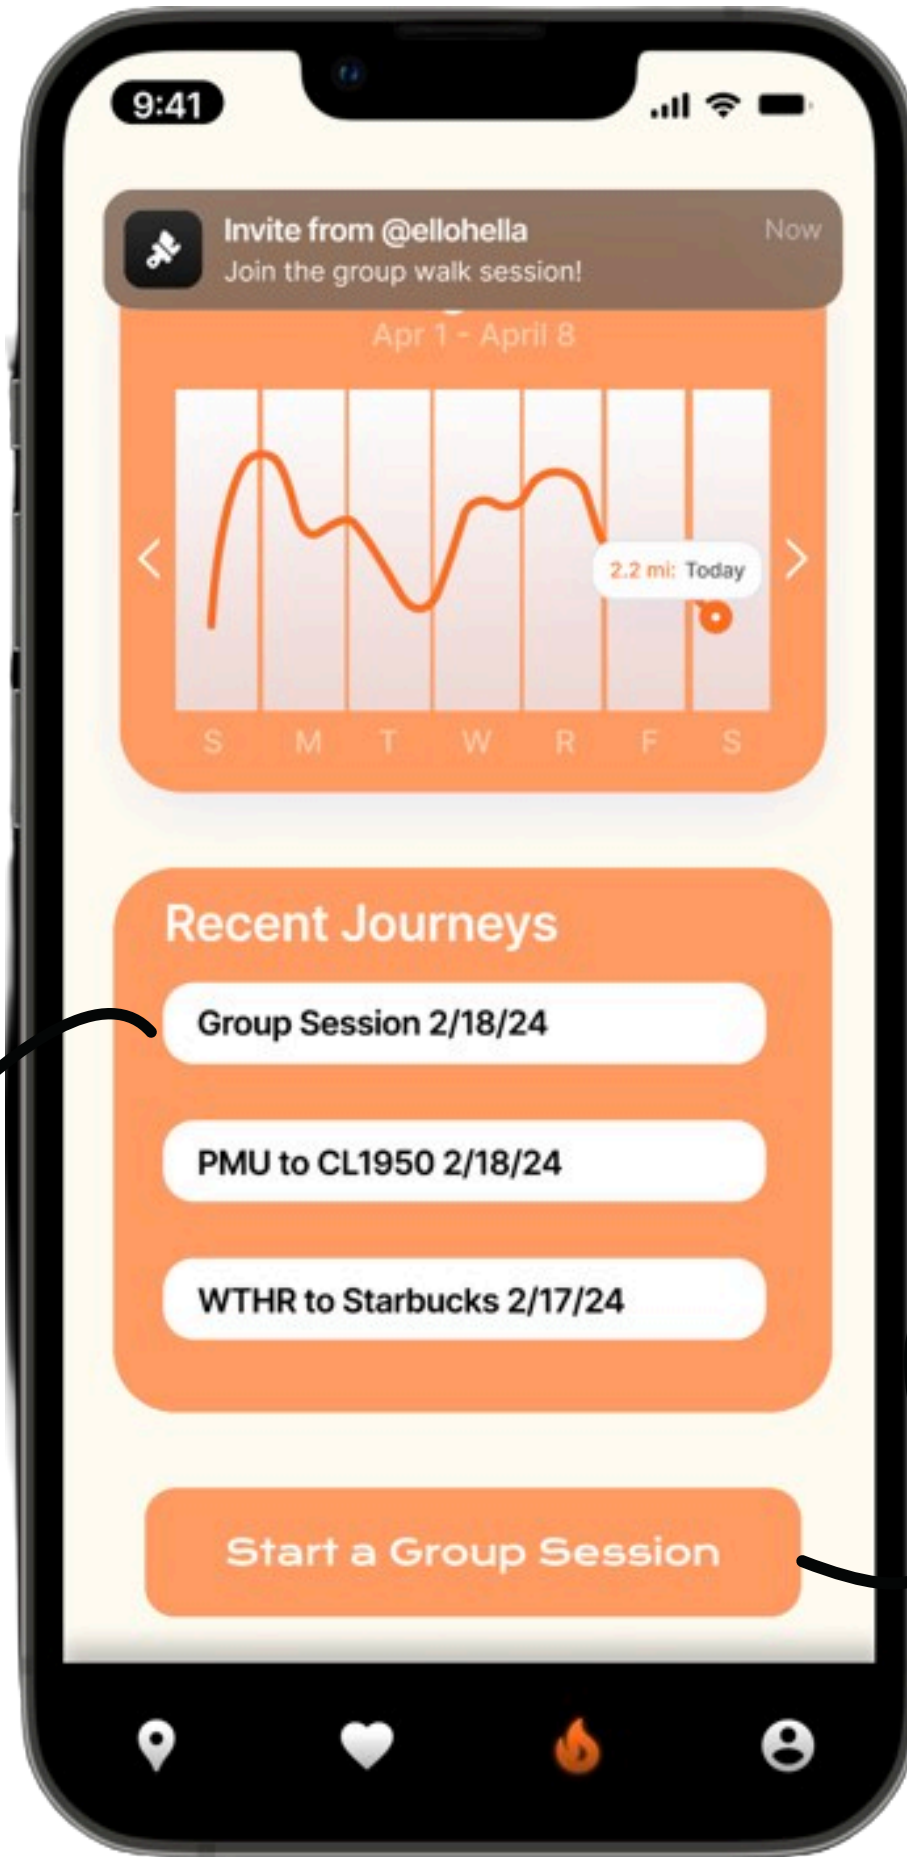 9:41
Invite from @ellohella
Now
Join the group walk session!
Apr 1 - April 8
2.2 mi: Today
S M T W R F S
Recent Journeys
Group Session 2/18/24
PMU to CL1950 2/18/24
WTHR to Starbucks 2/17/24
Start a Group Session